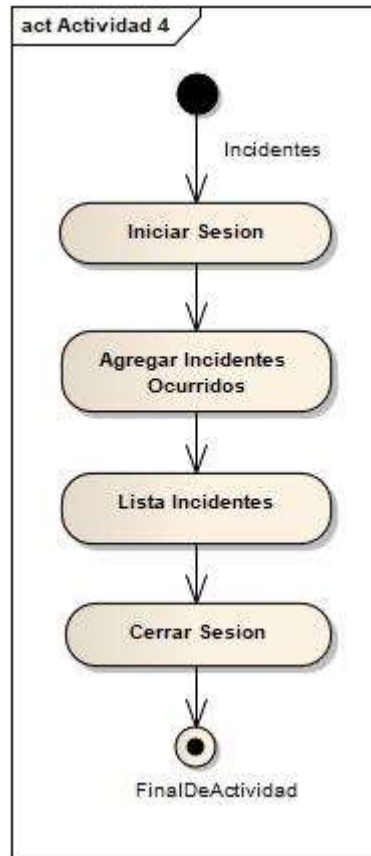 act Actividad 4
Incidentes
Iniciar Sesion
Agregar Incidentes
Ocurridos
Lista Incidentes
Cerrar Sesion
FinalDeActividad